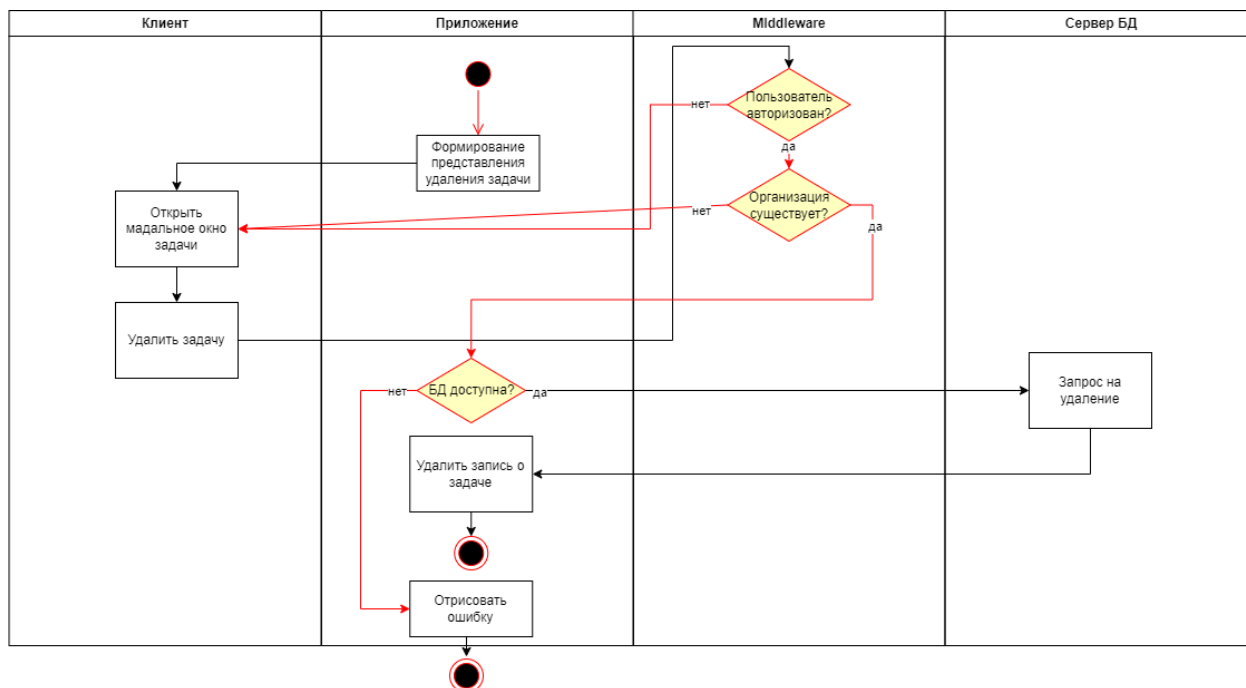 Клиент
Приложение
Middleware
Сервер БД
Пользователь
авторизован?
нет
да
Формирование
представления
удаления задачи
Открыть
мадальное окно
задачи
Организация
существует?
нет
да
Удалить задачу
БД доступна?
нет
да
Запрос на
удаление
Удалить запись о
задаче
Отрисовать
ошибку